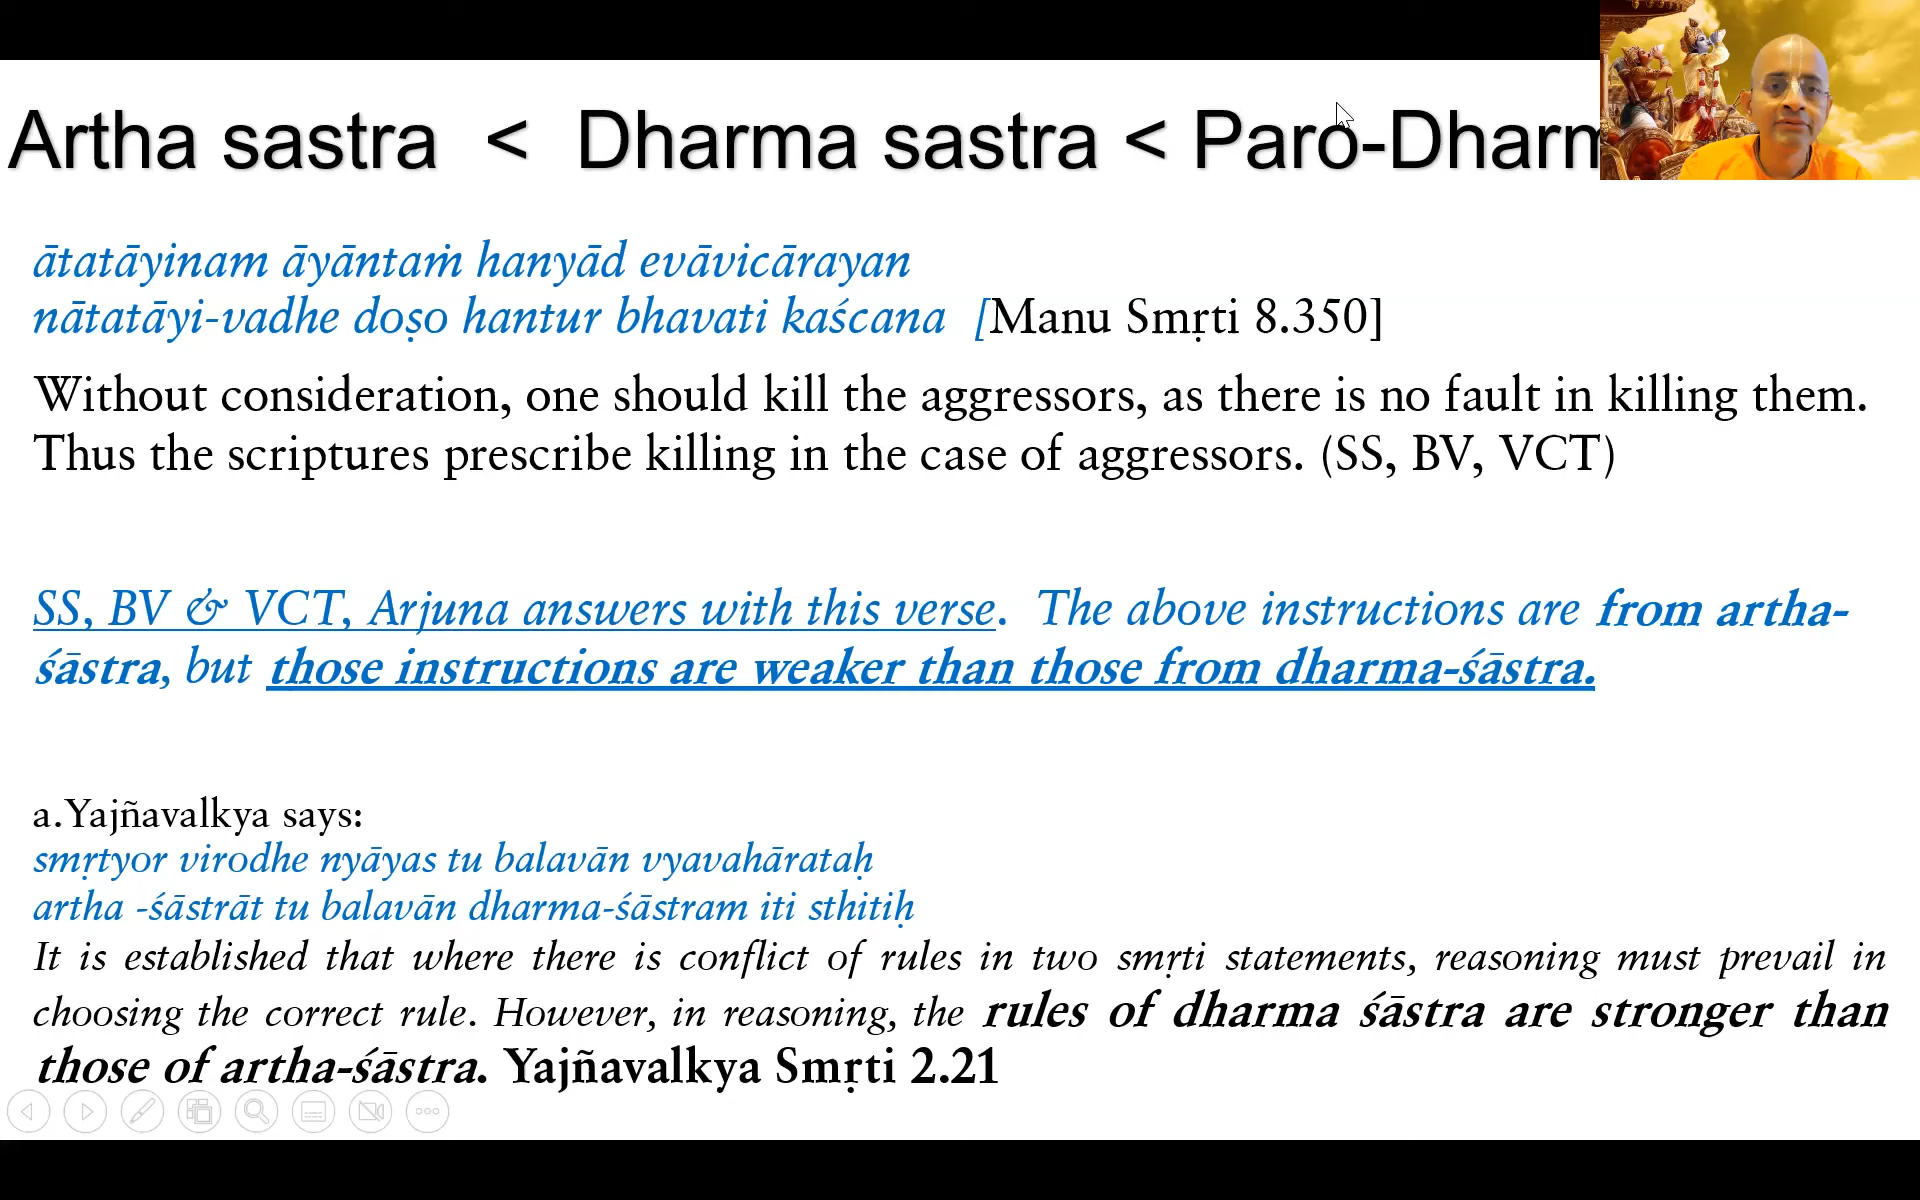 Artha sastra < Dharma sastra < Paro-Dharm
ātatāyinam āyāntaṁ hanyād evāvicārayan
nātatāyi-vadhe doṣo hantur bhavati kaścana [Manu Smṛti 8.350]
Without consideration, one should kill the aggressors, as there is no fault in killing them.
Thus the scriptures prescribe killing in the case of aggressors. (SS, BV, VCT)
SS, BV & VCT, Arjuna answers with this verse. The above instructions are from artha-
śāstra, but those instructions are weaker than those from dharma-śāstra.
a.Yajñavalkya says:
smṛtyor virodhe nyāyas tu balavān vyavahārataḥ
artha -śāstrāt tu balavān dharma-śāstram iti sthitiḥ
It is established that where there is conflict of rules in two smṛti statements, reasoning must prevail in
choosing the correct rule. However, in reasoning, the rules of dharma śāstra are stronger than
those of artha-śāstra. Yajñavalkya Smṛti 2.21